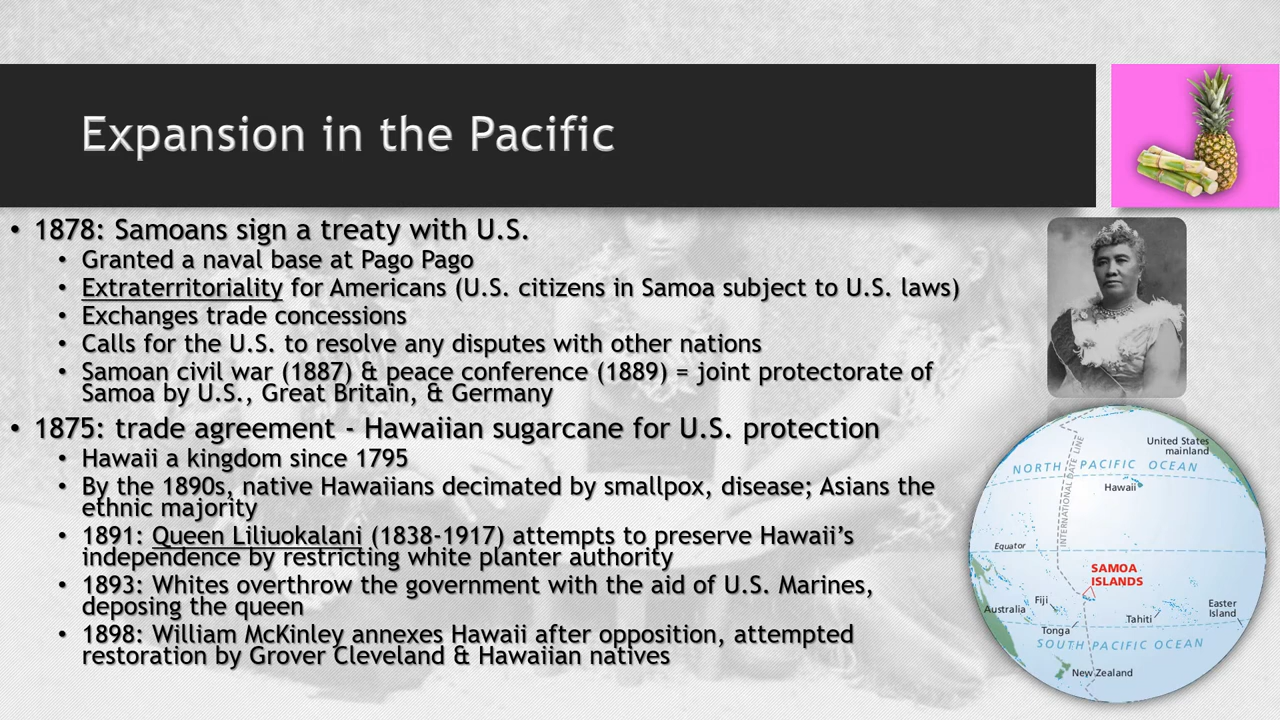 Expansion in the Pacific
• 1878: Samoans sign a treaty with U.S.
• Granted a naval base at Pago Pago
• Extraterritoriality for Americans (U.S. citizens in Samoa subject to U.S. laws)
• Exchanges trade concessions
• Calls for the U.S. to resolve any disputes with other nations
• Samoan civil war (1887) & peace conference (1889) = joint protectorate of
Samoa by U.S., Great Britain, & Germany
• 1875: trade agreement - Hawaiian sugarcane for U.S. protection
• Hawaii a kingdom since 1795
• By the 1890s, native Hawaiians decimated by smallpox, disease; Asians the
ethnic majority
• 1891: Queen Liliuokalani (1838-1917) attempts to preserve Hawaii’s
independence by restricting white planter authority
• 1893: Whites overthrow the government with the aid of U.S. Marines,
deposing the queen
• 1898: William McKinley annexes Hawaii after opposition, attempted
restoration by Grover Cleveland & Hawaiian natives
United States
mainland
NORTH PACIFIC OCEAN
Hawaii
INTERNATIONAL DATE LINE
Equator
SAMOA
ISLANDS
Fiji
Australia
Easter
Island
Tahiti
Tonga
SOUTH PACIFIC OCEAN
New Zealand